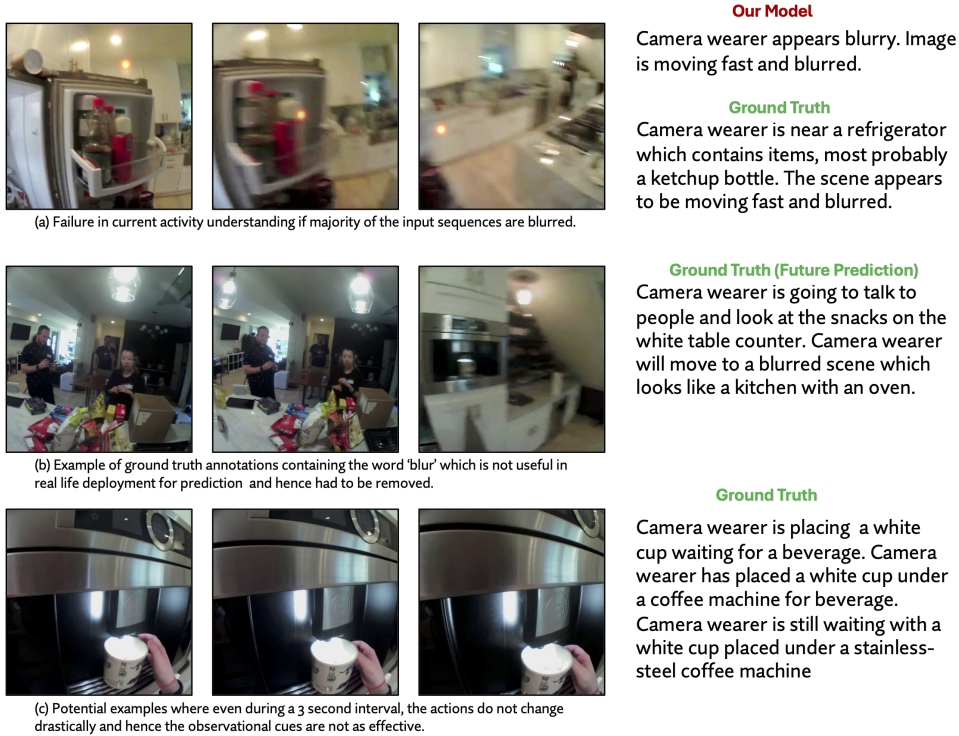 Our Model
Camera wearer appears blurry. Image
is moving fast and blurred.
Ground Truth
Camera wearer is near a refrigerator
which contains items, most probably
a ketchup bottle. The scene appears
to be moving fast and blurred.
(a) Failure in current activity understanding if majority of the input sequences are blurred.
Ground Truth (Future Prediction)
Camera wearer is going to talk to
people and look at the snacks on the
white table counter. Camera wearer
will move to a blurred scene which
looks like a kitchen with an oven.
(b) Example of ground truth annotations containing the word ‘blur’ which is not useful in
real life deployment for prediction and hence had to be removed.
Ground Truth
Camera wearer is placing a white
cup waiting for a beverage. Camera
wearer has placed a white cup under
a coffee machine for beverage.
Camera wearer is still waiting with a
white cup placed under a stainless-
steel coffee machine
(c) Potential examples where even during a 3 second interval, the actions do not change
drastically and hence the observational cues are not as effective.